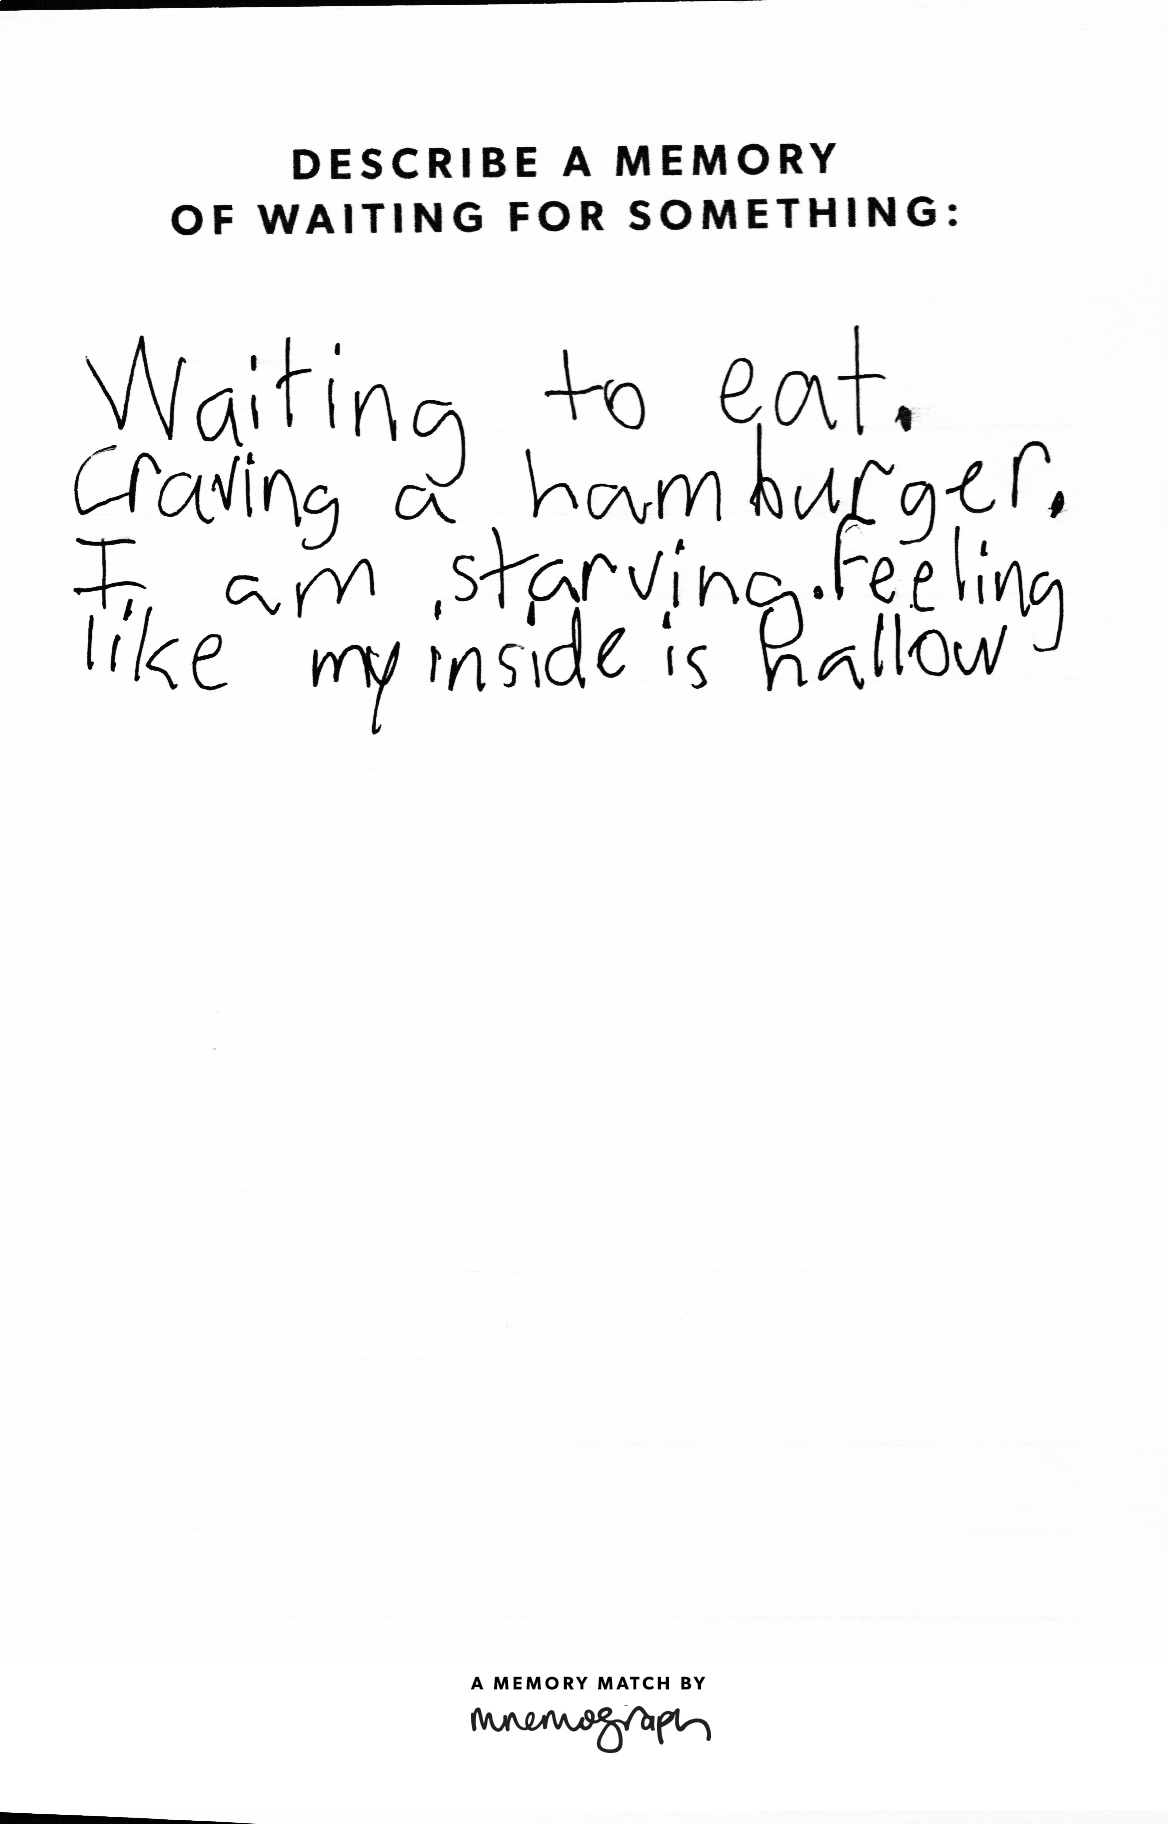 DESCRIBE A MEMORY
OF WAITING FOR SOMETHING:
Waiting to eat.
Craving a hamburger.
I am starving. Feeling
like my inside is hallow
A MEMORY MATCH BY
mnemograph